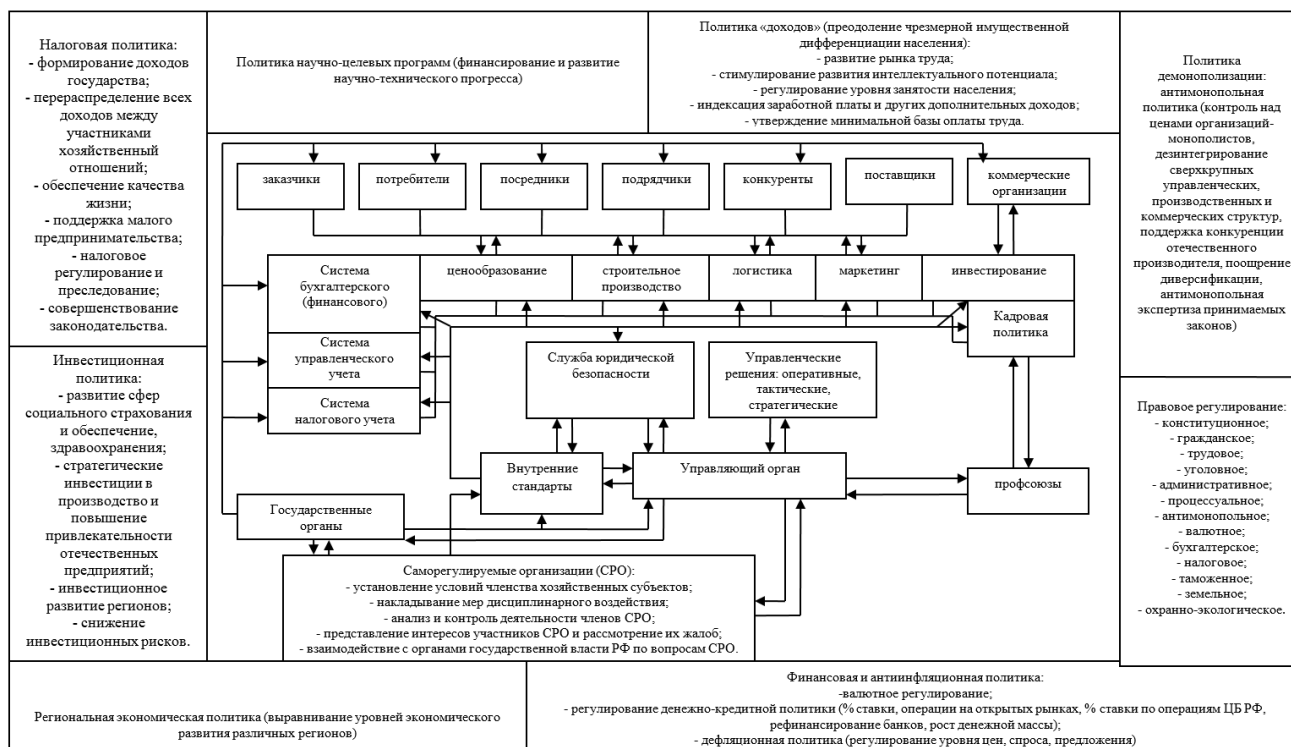 Налоговая политика:
- формирование доходов
государства;
- перераспределение всех
доходов между
участниками
хозяйственный
отношений;
- обеспечение качества
жизни;
- поддержка малого
предпринимательства;
- налоговое
регулирование и
преследование;
- совершенствование
законодательства.
Политика научно-целевых программ (финансирование и развитие
научно-технического прогресса)
Политика «доходов» (преодоление чрезмерной имущественной
дифференциации населения):
- развитие рынка труда;
- стимулирование развития интеллектуального потенциала;
- регулирование уровня занятости населения;
- индексация заработной платы и других дополнительных доходов;
- утверждение минимальной базы оплаты труда.
Политика
демонополизации:
антимонопольная
политика (контроль над
ценами организаций-
монополистов,
дезинтегрирование
сверхкрупных
управленческих,
производственных и
коммерческих структур,
поддержка конкуренции
отечественного
производителя, поощрение
диверсификации,
антимонопольная
экспертиза принимаемых
законов)
заказчики
потребители
посредники
подрядчики
конкуренты
поставщики
коммерческие
организации
Система
бухгалтерского
(финансового)
ценообразование
строительное
производство
логистика
маркетинг
инвестирование
Кадровая
политика
Система
управленческого
учета
Система
налогового учета
Служба юридической
безопасности
Управленческие
решения: оперативные,
тактические,
стратегические
Инвестиционная
политика:
- развитие сфер
социального страхования
и обеспечение,
здравоохранения;
- стратегические
инвестиции в
производство и
повышение
привлекательности
отечественных
предприятий;
- инвестиционное
развитие регионов;
- снижение
инвестиционных рисков.
Внутренние
стандарты
Управляющий орган
профсоюзы
Государственные
органы
Саморегулируемые организации (СРО):
- установление условий членства хозяйственных субъектов;
- накладывание мер дисциплинарного воздействия;
- анализ и контроль деятельности членов СРО;
- представление интересов участников СРО и рассмотрение их жалоб;
- взаимодействие с органами государственной власти РФ по вопросам СРО.
Правовое регулирование:
- конституционное;
- гражданское;
- трудовое;
- уголовное;
- административное;
- процессуальное;
- антимонопольное;
- валютное;
- бухгалтерское;
- налоговое;
- таможенное;
- земельное;
- охранно-экологическое.
Региональная экономическая политика (выравнивание уровней экономического
развития различных регионов)
Финансовая и антиинфляционная политика:
-валютное регулирование;
- регулирование денежно-кредитной политики (% ставки, операции на открытых рынках, % ставки по операциям ЦБ РФ,
рефинансирование банков, рост денежной массы);
- дефляционная политика (регулирование уровня цен, спроса, предложения)